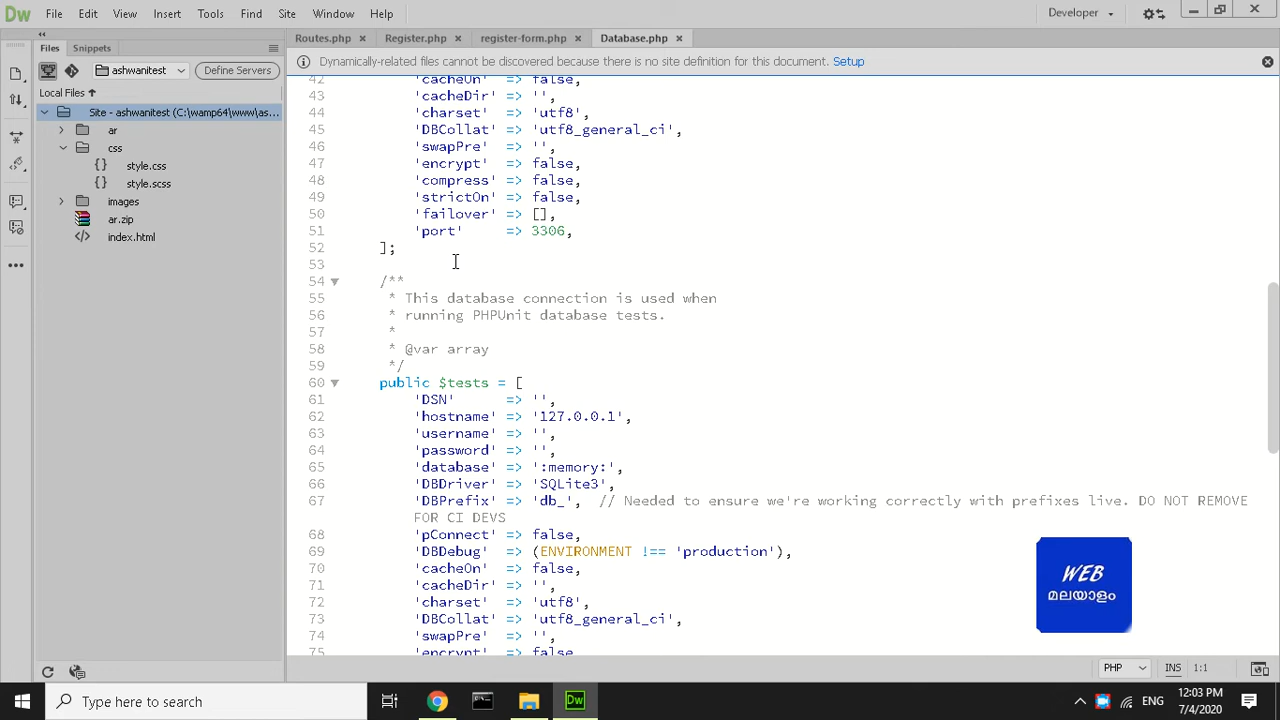 Dw File Edit View Insert Tools Find Site Window Help Developer
Files Snippets
ashwanitest Define Servers
Local Files
Site - ashwanitest (C:\wamp64\www\as...
ar
css
style.css
style.scss
images
ar.zip
index.html
Routes.php Register.php register-form.php Database.php
Dynamically-related files cannot be discovered because there is no site definition for this document. Setup
42 'cacheOn' => false,
43 'cacheDir' => '',
44 'charset' => 'utf8',
45 'DBCollat' => 'utf8_general_ci',
46 'swapPre' => '',
47 'encrypt' => false,
48 'compress' => false,
49 'strictOn' => false,
50 'failover' => [],
51 'port' => 3306,
52 ];
53
54 /**
55 * This database connection is used when
56 * running PHPUnit database tests.
57 *
58 * @var array
59 */
60 public $tests = [
61 'DSN' => '',
62 'hostname' => '127.0.0.1',
63 'username' => '',
64 'password' => '',
65 'database' => ':memory:',
66 'DBDriver' => 'SQLite3',
67 'DBPrefix' => 'db_', // Needed to ensure we're working correctly with prefixes live. DO NOT REMOVE
FOR CI DEVS
68 'pConnect' => false,
69 'DBDebug' => (ENVIRONMENT !== 'production'),
70 'cacheOn' => false,
71 'cacheDir' => '',
72 'charset' => 'utf8',
73 'DBCollat' => 'utf8_general_ci',
74 'swapPre' => '',
75 'encrypt' => false
WEB
മലയാളം
PHP INS 1:1
Type here to search
Dw
ENG
12:03 PM
7/4/2020